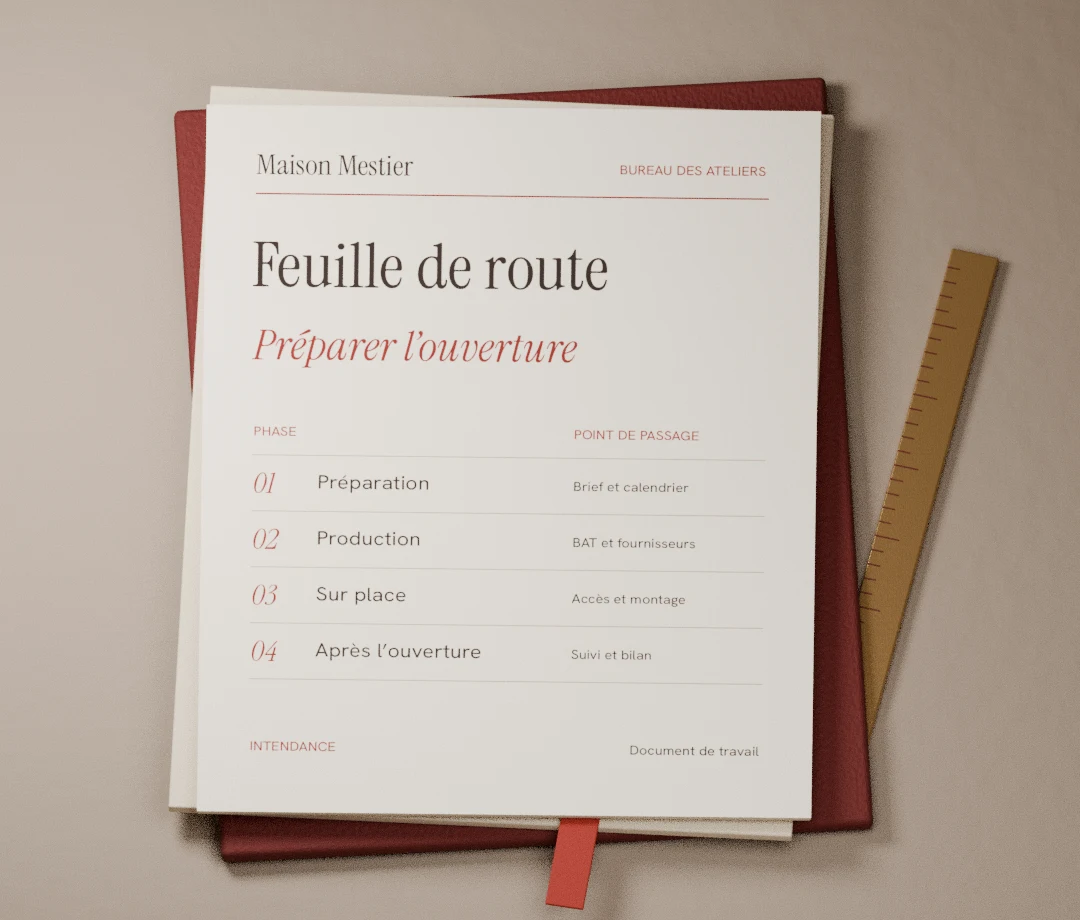 Maison Mestier
BUREAU DES ATELIERS
Feuille de route
Préparer l’ouverture
PHASE POINT DE PASSAGE
01 Préparation Brief et calendrier
02 Production BAT et fournisseurs
03 Sur place Accès et montage
04 Après l’ouverture Suivi et bilan
INTENDANCE Document de travail